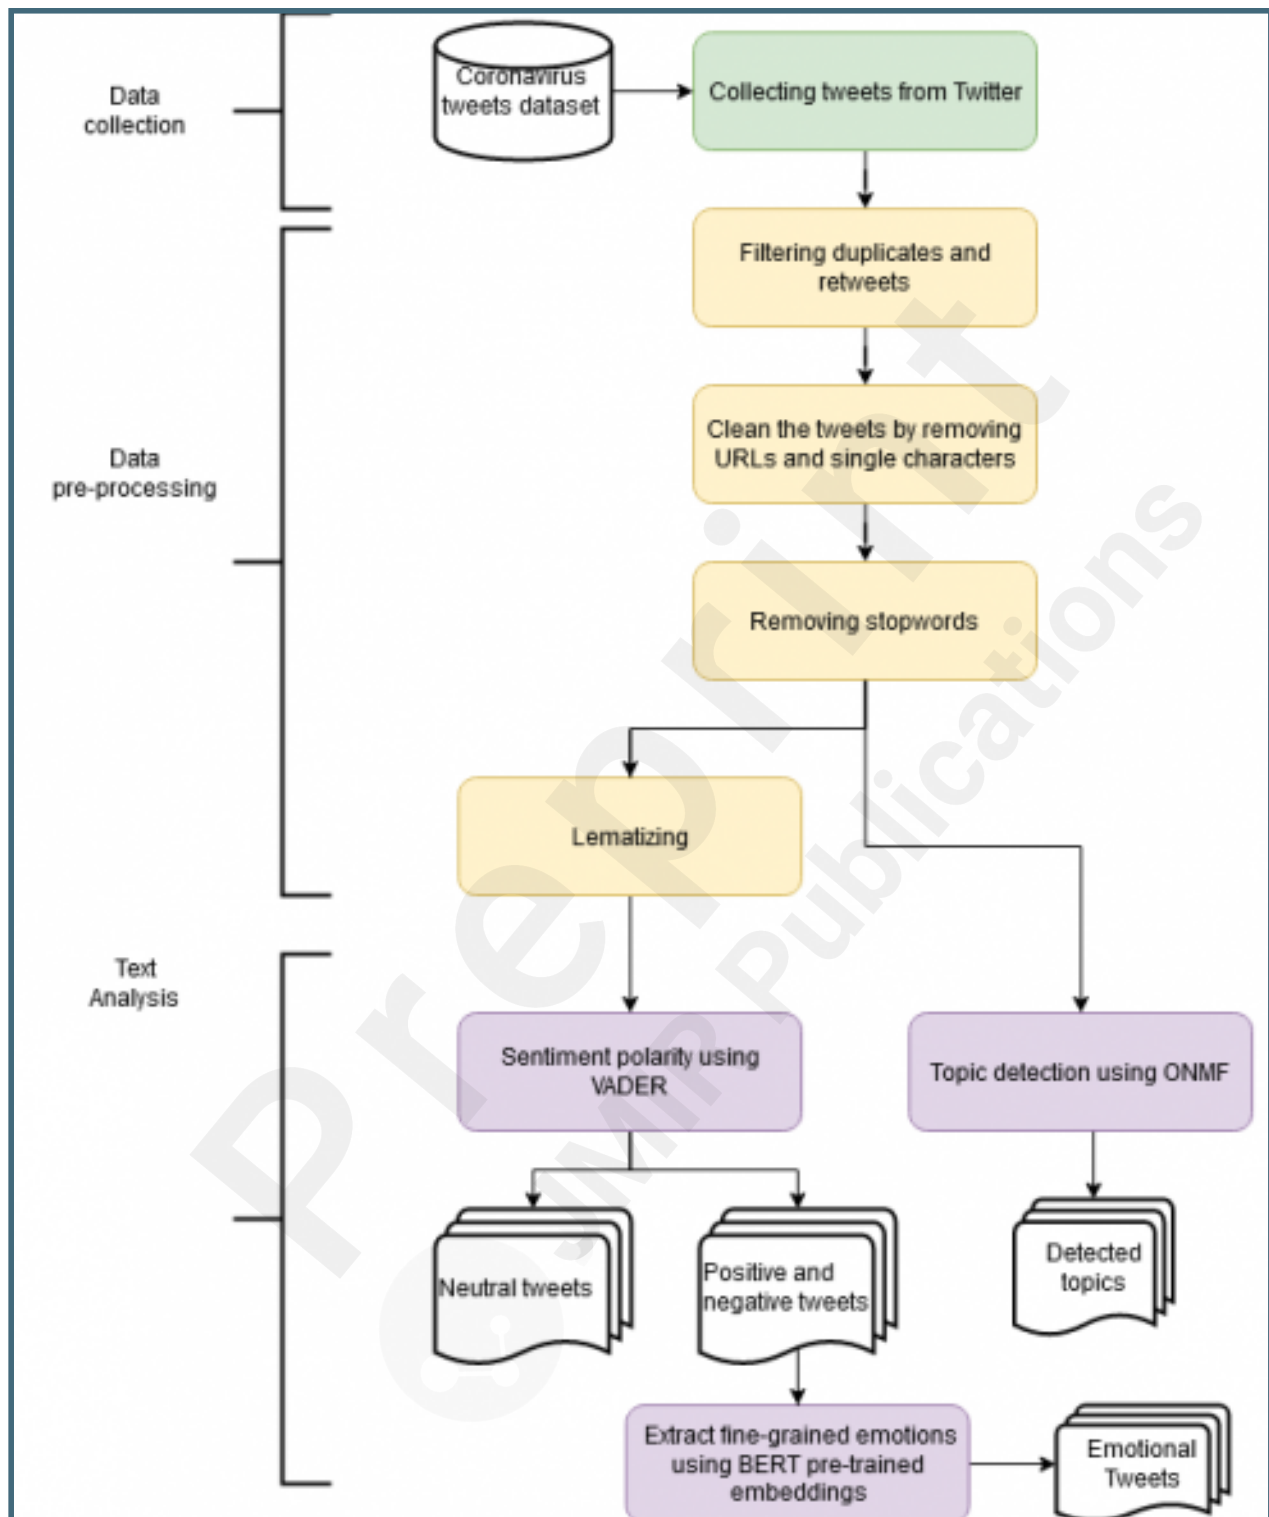 Data
collection
Coronavirus
tweets dataset
Collecting tweets from Twitter
Data
pre-processing
Filtering duplicates and
retweets
Clean the tweets by removing
URLs and single characters
Removing stopwords
Lematizing
Text
Analysis
Sentiment polarity using
VADER
Topic detection using ONMF
Neutral tweets
Positive and
negative tweets
Detected
topics
Extract fine-grained emotions
using BERT pre-trained
embeddings
Emotional
Tweets
Preprint
JMIR Publications